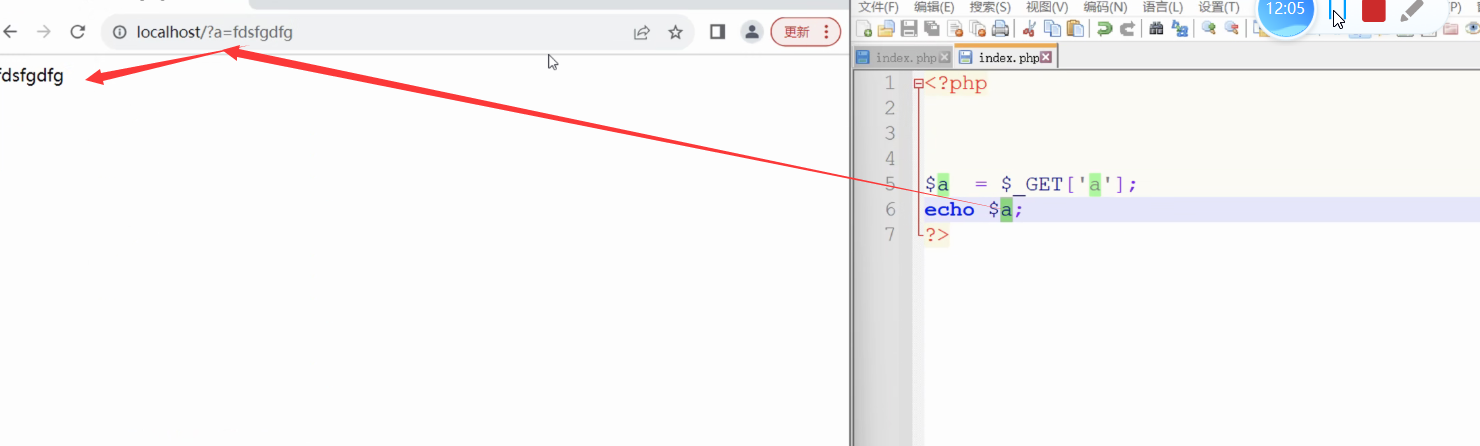 localhost/?a=fdsfgdfg
更新
fdsfgdfg
文件(F) 编辑(E) 搜索(S) 视图(V) 编码(N) 语言(L) 设置(T)
12:05
index.php index.php
1 <?php
2
3
4
5 $a = $_GET['a'];
6 echo $a;
7 ?>